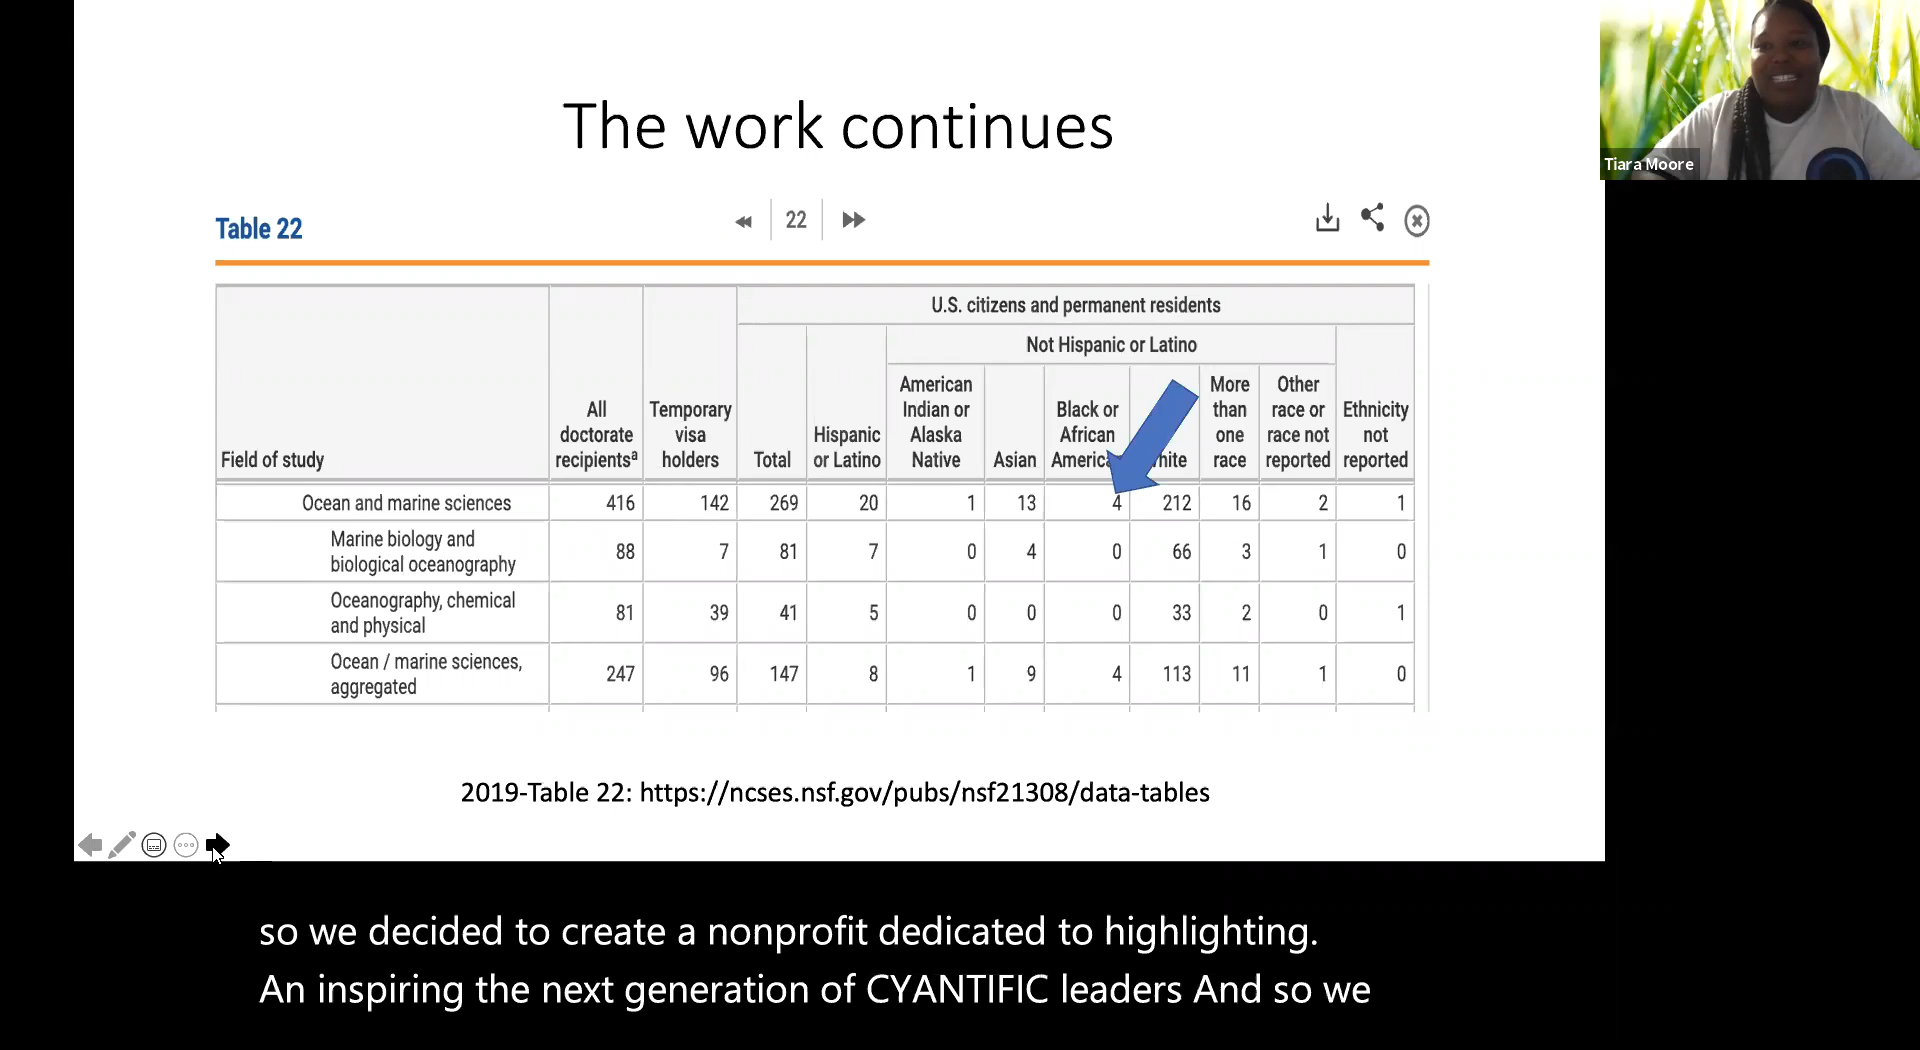 The work continues
Tiara Moore
Table 22
22
U.S. citizens and permanent residents
Not Hispanic or Latino
Field of study
All doctorate recipientsa
Temporary visa holders
Total
Hispanic or Latino
American Indian or Alaska Native
Asian
Black or African
More than one race
Other race or race not reported
Ethnicity not reported
Ocean and marine sciences 416 142 269 20 1 13 4 212 16 2 1
Marine biology and biological oceanography 88 7 81 7 0 4 0 66 3 1 0
Oceanography, chemical and physical 81 39 41 5 0 0 0 33 2 0 1
Ocean / marine sciences, aggregated 247 96 147 8 1 9 4 113 11 1 0
2019-Table 22: https://ncses.nsf.gov/pubs/nsf21308/data-tables
so we decided to create a nonprofit dedicated to highlighting.
An inspiring the next generation of CYANTIFIC leaders And so we